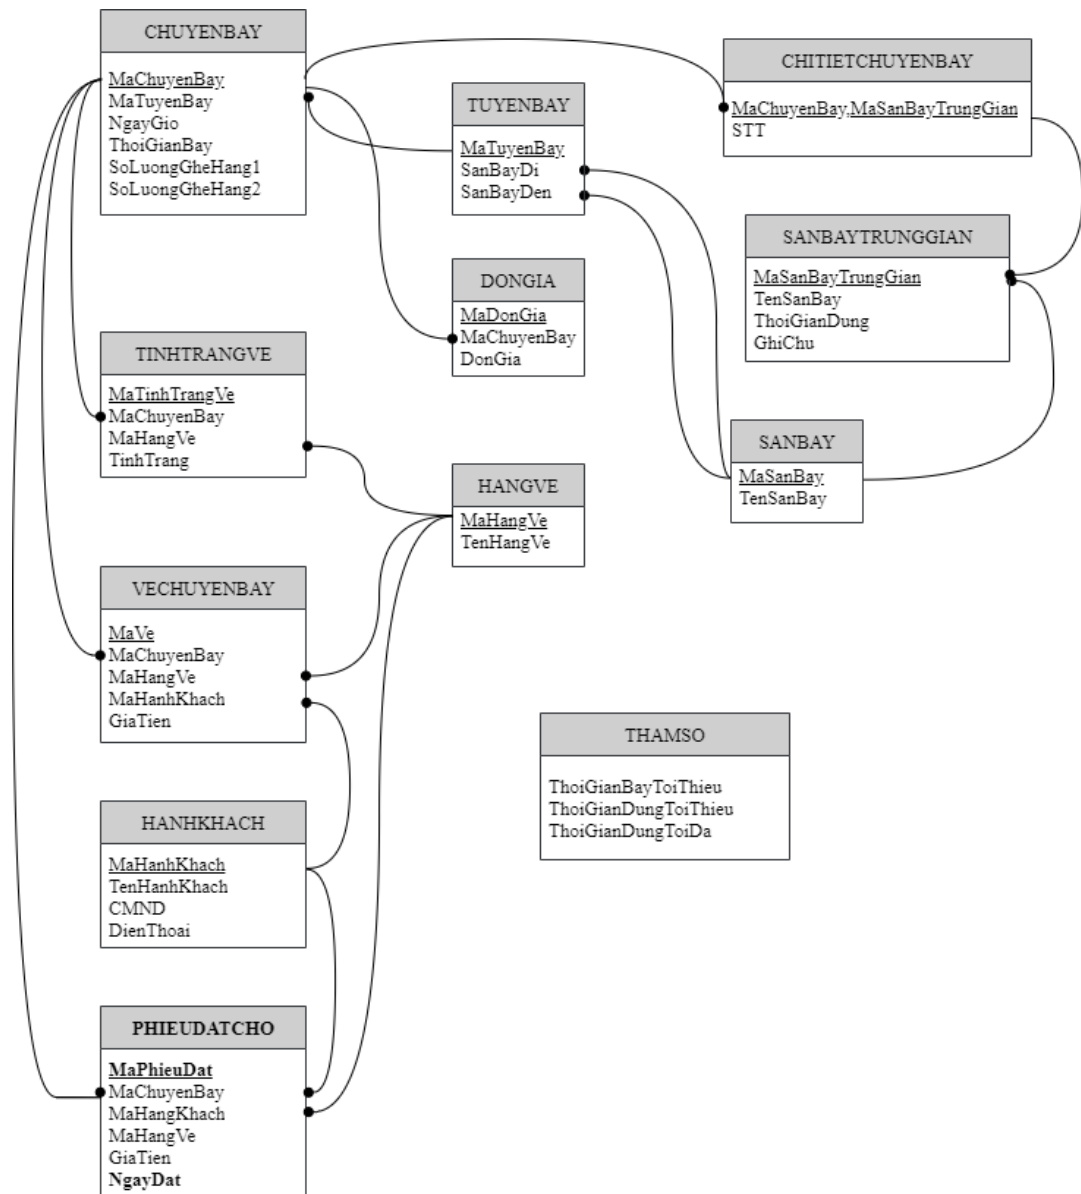 CHUYENBAY
MaChuyenBay
MaTuyenBay
NgayGio
ThoiGianBay
SoLuongGheHang1
SoLuongGheHang2
TUYENBAY
MaTuyenBay
SanBayDi
SanBayDen
CHITIETCHUYENBAY
MaChuyenBay,MaSanBayTrungGian
STT
SANBAYTRUNGGIAN
MaSanBayTrungGian
TenSanBay
ThoiGianDung
GhiChu
DONGIA
MaDonGia
MaChuyenBay
DonGia
TINHTRANGVE
MaTinhTrangVe
MaChuyenBay
MaHangVe
TinhTrang
SANBAY
MaSanBay
TenSanBay
HANGVE
MaHangVe
TenHangVe
VECHUYENBAY
MaVe
MaChuyenBay
MaHangVe
MaHanhKhach
GiaTien
THAMSO
ThoiGianBayToiThieu
ThoiGianDungToiThieu
ThoiGianDungToiDa
HANHKHACH
MaHanhKhach
TenHanhKhach
CMND
DienThoai
PHIEUDATCHO
MaPhieuDat
MaChuyenBay
MaHangKhach
MaHangVe
GiaTien
NgayDat